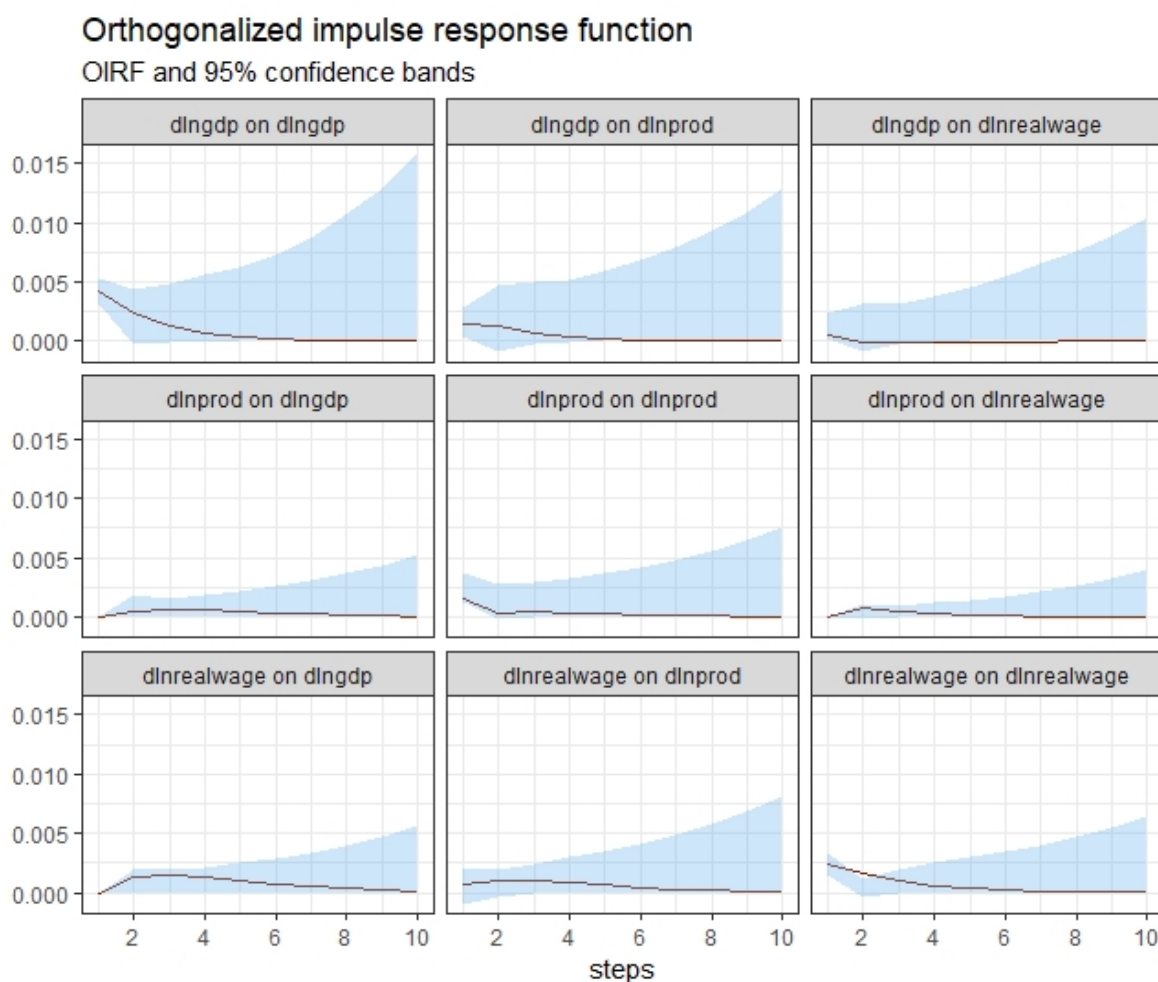 Orthogonalized impulse response function
OIRF and 95% confidence bands
dlngdp on dlngdp
dlngdp on dlnprod
dlngdp on dlnrealwage
0.015
0.010
0.005
0.000
dlnprod on dlngdp
dlnprod on dlnprod
dlnprod on dlnrealwage
0.015
0.010
0.005
0.000
dlnrealwage on dlngdp
dlnrealwage on dlnprod
dlnrealwage on dlnrealwage
0.015
0.010
0.005
0.000
2 4 6 8 10
2 4 6 8 10
2 4 6 8 10
steps